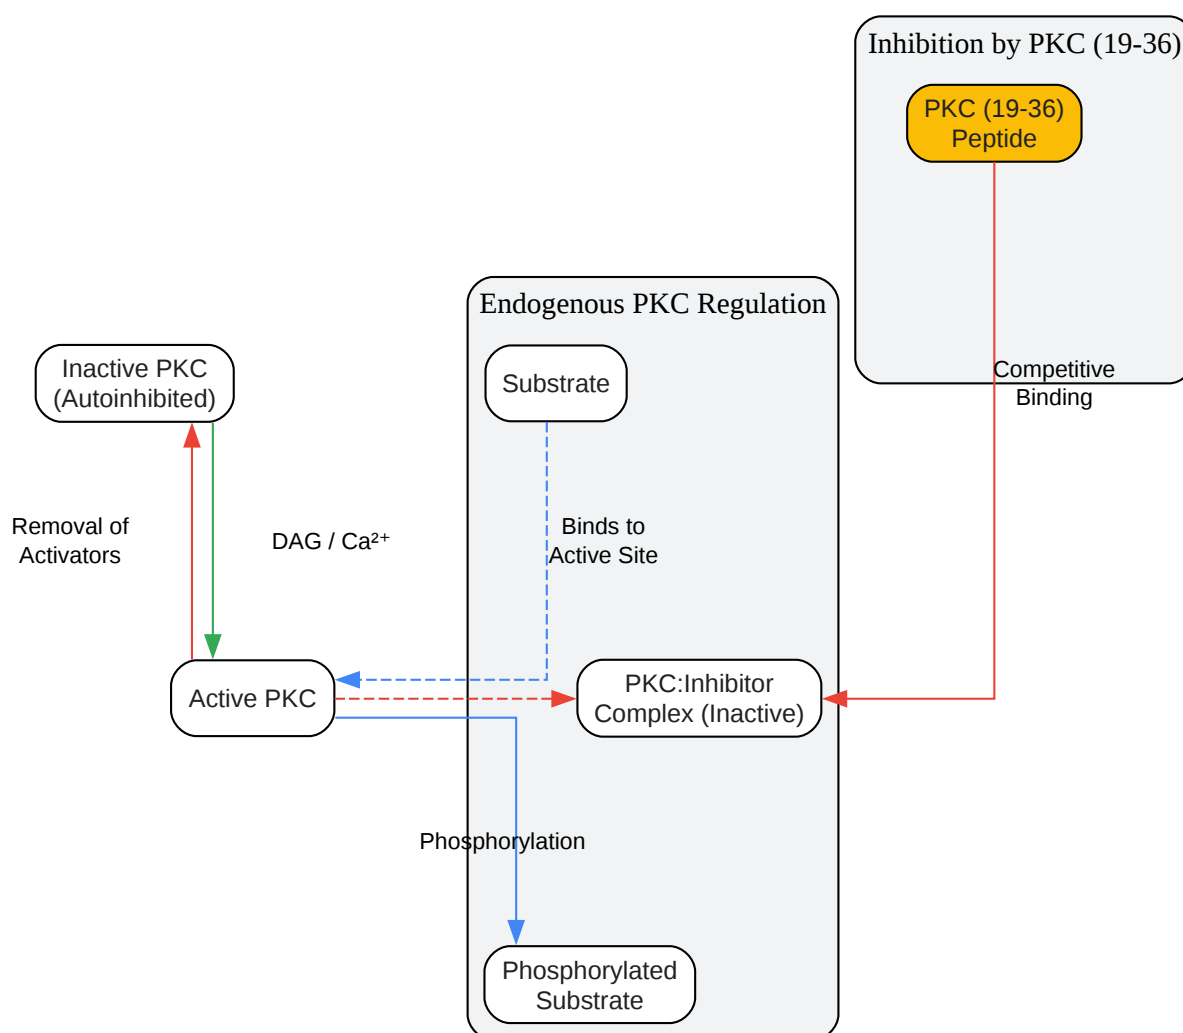 Inhibition by PKC (19-36)
PKC (19-36)
Peptide
Endogenous PKC Regulation
Inactive PKC
(Autoinhibited)
Substrate
Competitive
Binding
Removal of
Activators
DAG / Ca²⁺
Binds to
Active Site
Active PKC
PKC:Inhibitor
Complex (Inactive)
Phosphorylation
Phosphorylated
Substrate